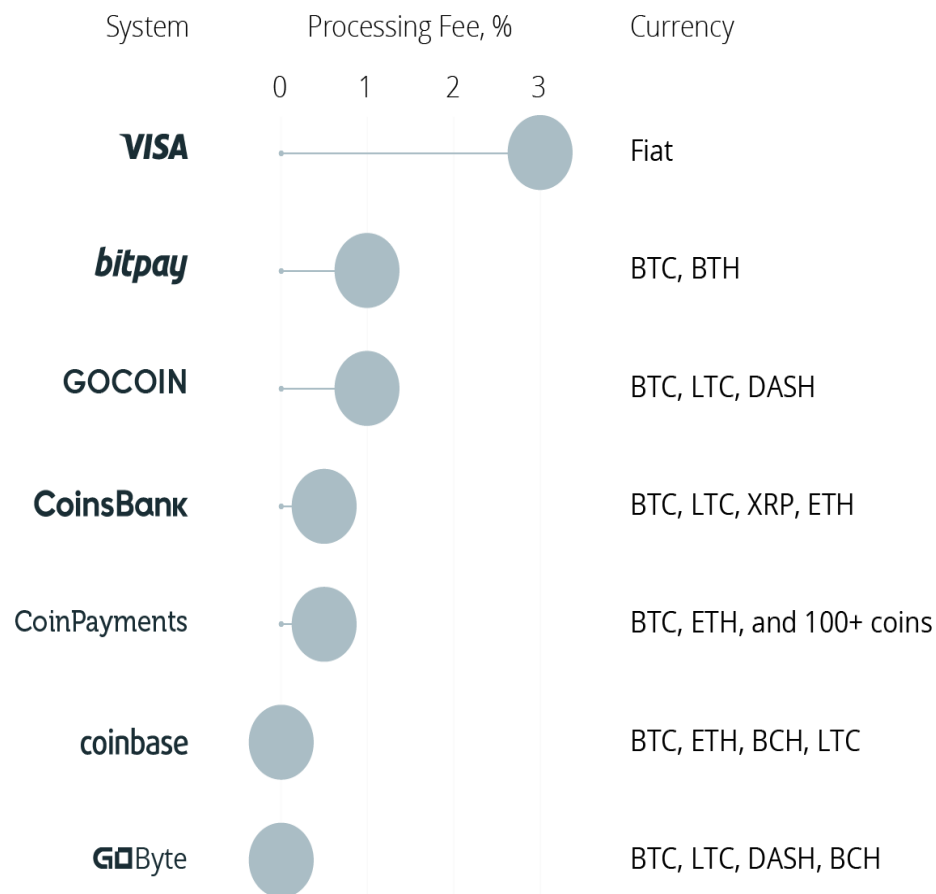 System Processing Fee, % Currency
0 1 2 3
VISA Fiat
bitpay BTC, BTH
GOCOIN BTC, LTC, DASH
CoinsBank BTC, LTC, XRP, ETH
CoinPayments BTC, ETH, and 100+ coins
coinbase BTC, ETH, BCH, LTC
GOByte BTC, LTC, DASH, BCH